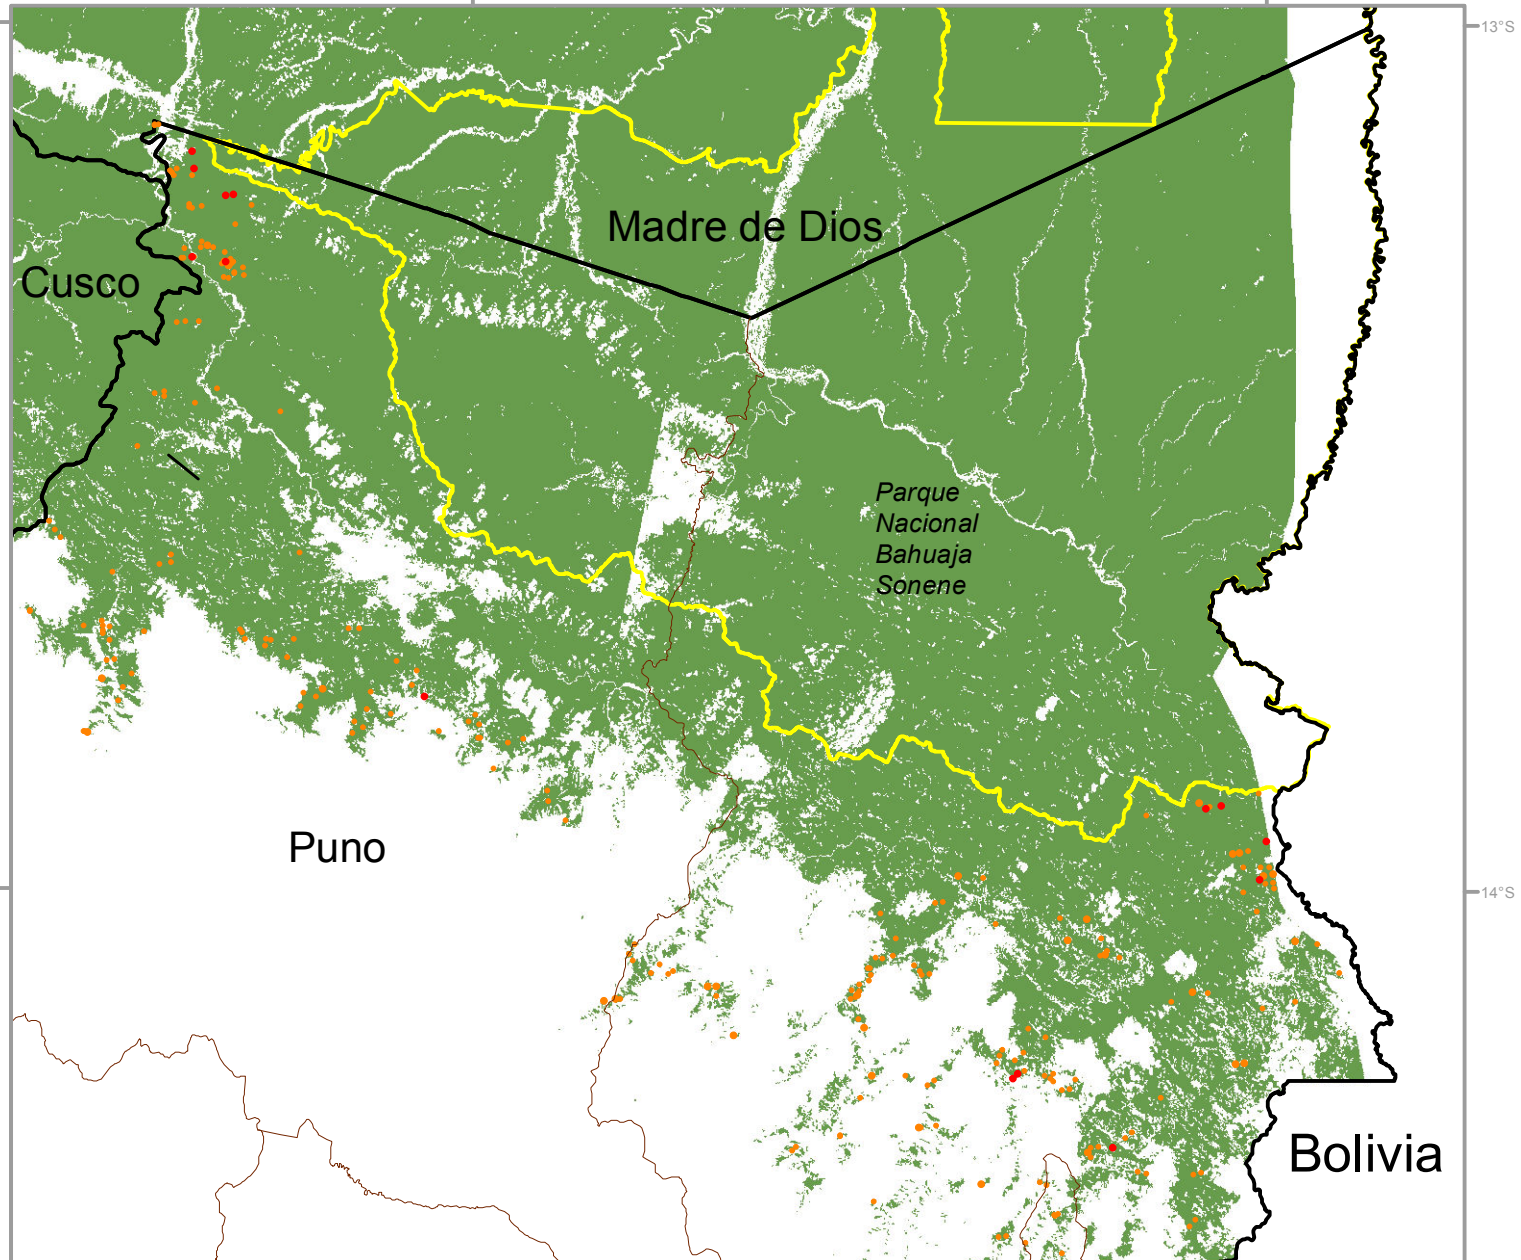 13°S
Madre de Dios
Cusco
Parque
Nacional
Bahuaja
Sonene
Puno
14°S
Bolivia